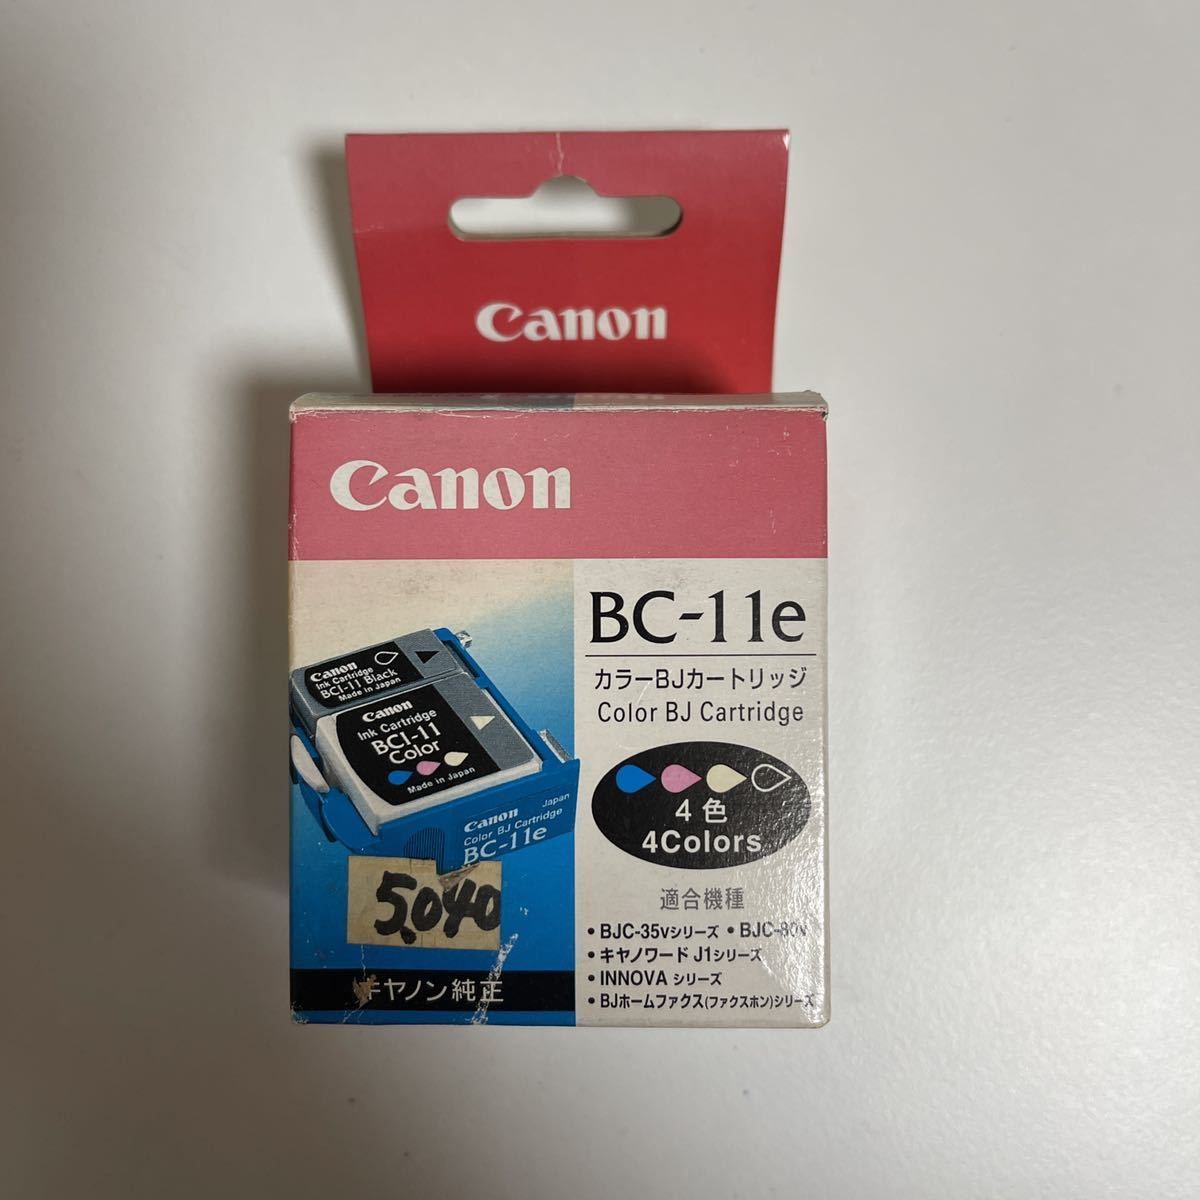 Canon
Canon
BC-11e
カラーBJカートリッジ
Color BJ Cartridge
4色
4Colors
適合機種
• BJC-35vシリーズ • BJC-80v
• キヤノワード J1シリーズ
• INNOVA シリーズ
• BJホームファクス(ファクスホン)シリーズ
Canon
Ink Cartridge
BCI-11 Black
Made in Japan
Canon
Ink Cartridge
BCI-11
Color
Made in Japan
Canon Japan
Color BJ Cartridge
BC-11e
5,040
キヤノン純正